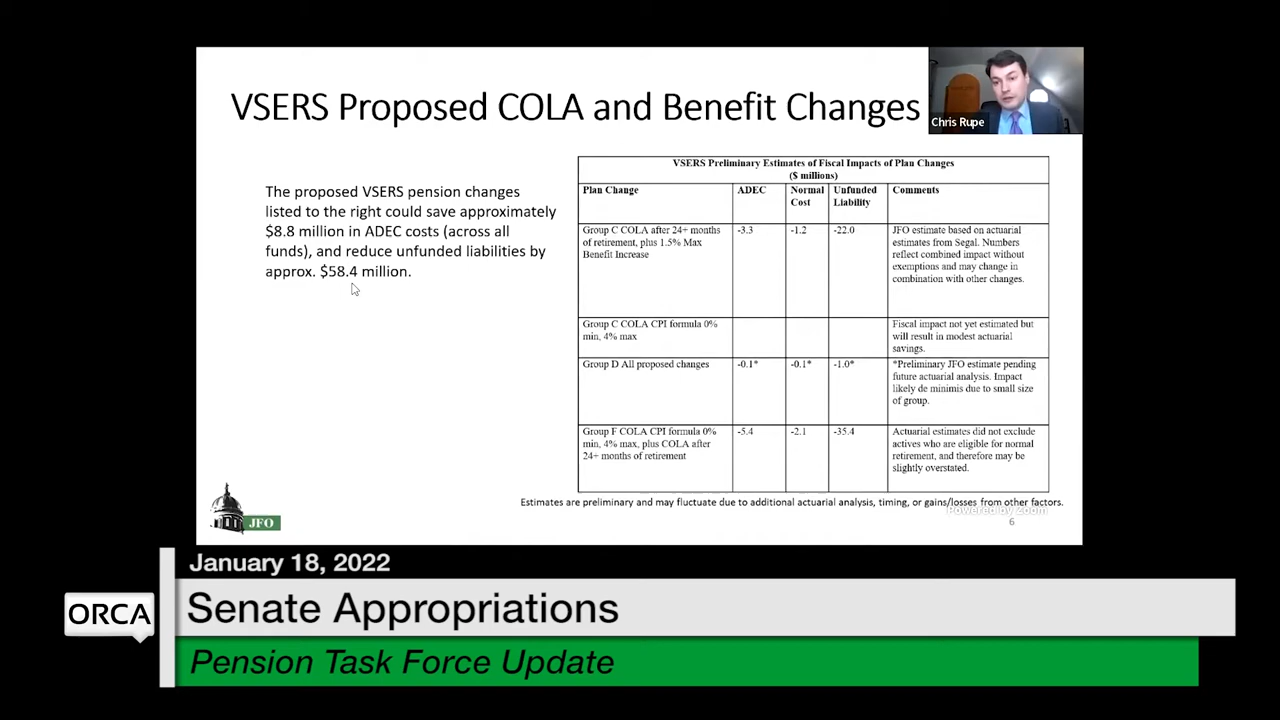 VSERS Proposed COLA and Benefit Changes
Chris Rupe
The proposed VSERS pension changes
listed to the right could save approximately
$8.8 million in ADEC costs (across all
funds), and reduce unfunded liabilities by
approx. $58.4 million.
VSERS Preliminary Estimates of Fiscal Impacts of Plan Changes
($ millions)
Plan Change ADEC Normal Unfunded Comments
Cost Liability
Group C COLA after 24+ months -3.3 -1.2 -22.0 JFO estimate based on actuarial
of retirement, plus 1.5% Max estimates from Segal. Numbers
Benefit Increase reflect combined impact without
exemptions and may change in
combination with other changes.
Group C COLA CPI formula 0% Fiscal impact not yet estimated but
min, 4% max will result in modest actuarial
savings.
Group D All proposed changes -0.1* -0.1* -1.0* *Preliminary JFO estimate pending
future actuarial analysis. Impact
likely de minimis due to small size
of group.
Group F COLA CPI formula 0% -5.4 -2.1 -35.4 Actuarial estimates did not exclude
min, 4% max, plus COLA after actives who are eligible for normal
24+ months of retirement retirement, and therefore may be
slightly overstated.
Estimates are preliminary and may fluctuate due to additional actuarial analysis, timing, or gains/losses from other factors.
Powered by Zoom
JFO
6
January 18, 2022
ORCA
Senate Appropriations
Pension Task Force Update